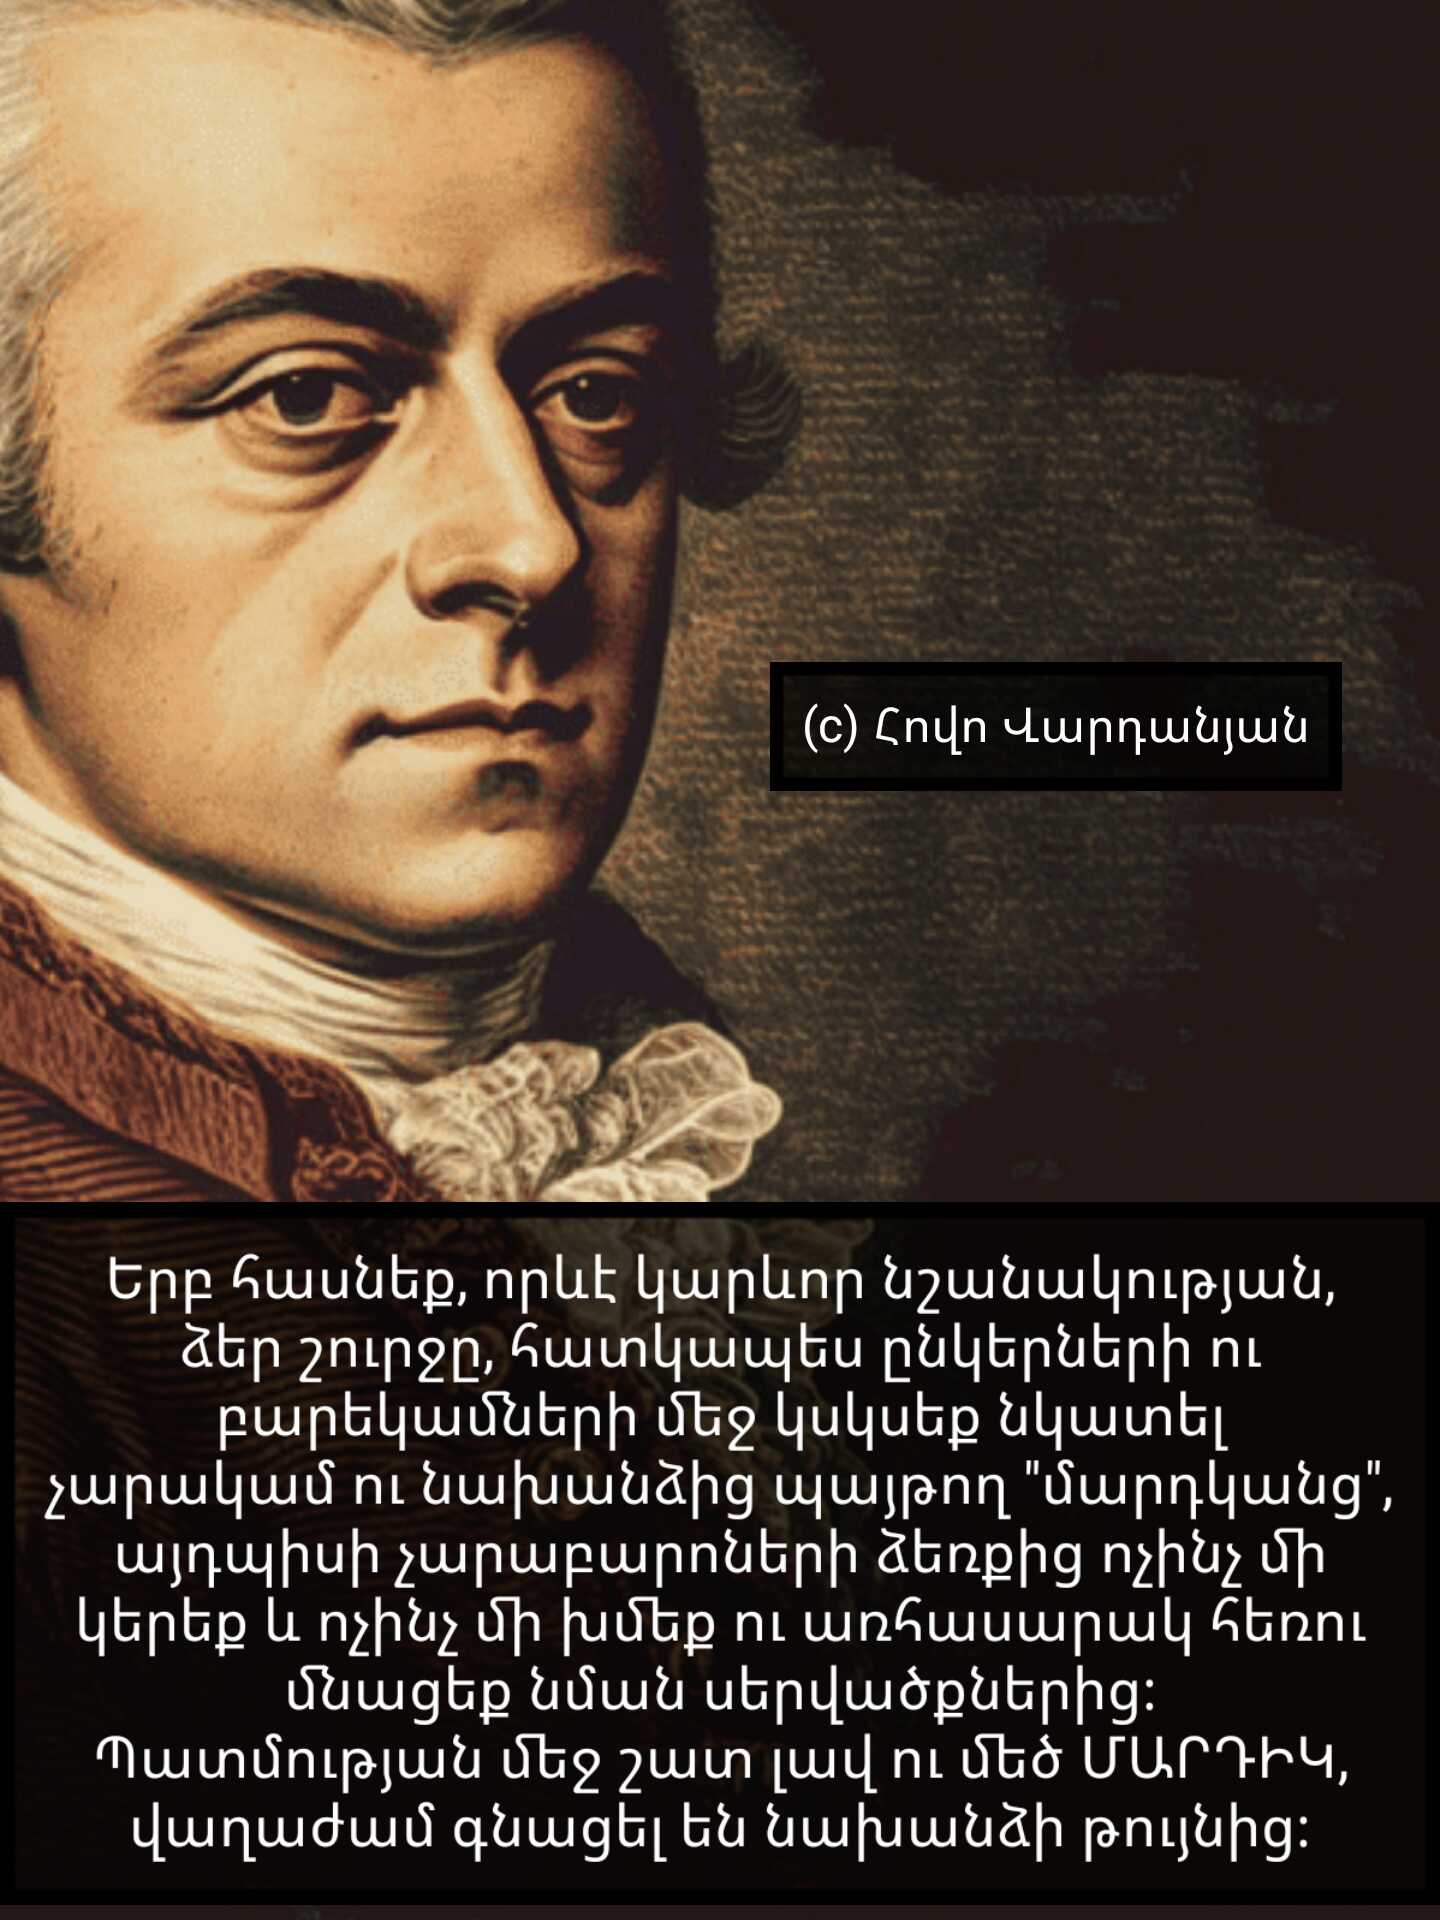 (c) Հովո Վարդանյան
Երբ հասնեք, որևէ կարևոր նշանակության,
ձեր շուրջը, հատկապես ընկերների ու
բարեկամների մեջ կսկսեք նկատել
չարակամ ու նախանձից պայթող "մարդկանց",
այդպիսի չարաբարոների ձեռքից ոչինչ մի
կերեք և ոչինչ մի խմեք ու առհասարակ հեռու
մնացեք նման սերվածքներից:
Պատմության մեջ շատ լավ ու մեծ ՄԱՐԴԻԿ,
վաղաժամ գնացել են նախանձի թույնից: